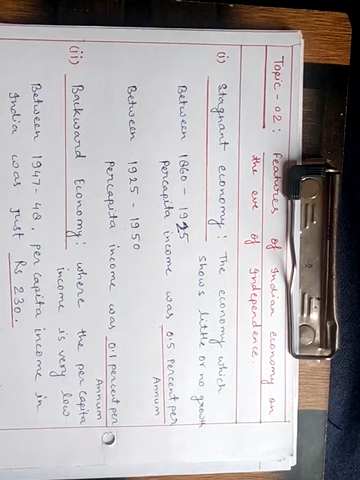 Topic - 02 : Features of Indian economy on
the eve of Independence.
(i) Stagnant economy : The economy which
shows little or no growth
Between 1860 - 1925
percapita income was 0.5 percent per
Annum
Between 1925 - 1950
percapita income was 0.1 percent per
Annum
(ii) Backward Economy : where the per capita
income is very low.
Between 1947-48, per capita income in
India was just Rs 230.